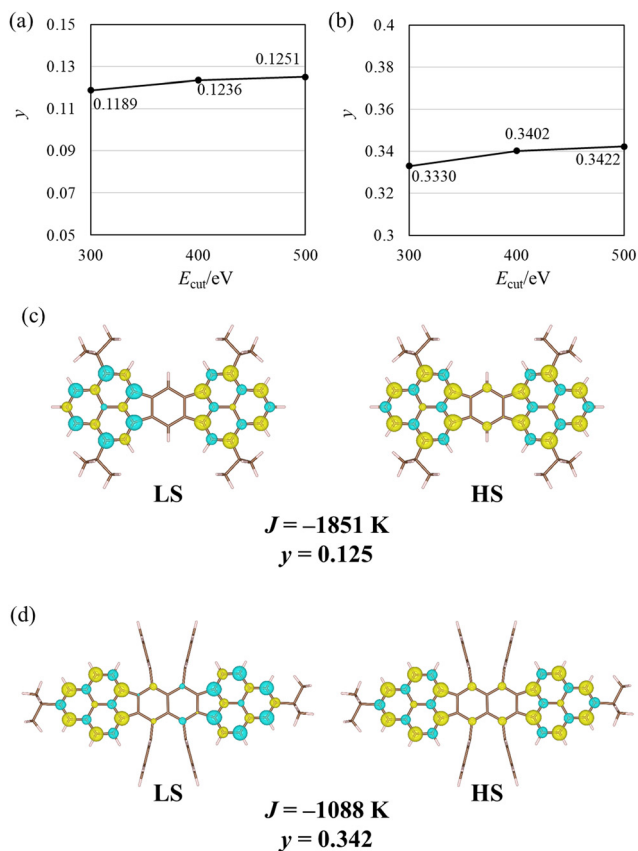 (a)
0.15
0.13
0.11
0.09
0.07
0.05
y
0.1189
0.1236
0.1251
300
400
500
E_cut/eV
(b)
0.4
0.38
0.36
0.34
0.32
0.3
y
0.3330
0.3402
0.3422
300
400
500
E_cut/eV
(c)
LS
HS
J = –1851 K
y = 0.125
(d)
LS
HS
J = –1088 K
y = 0.342